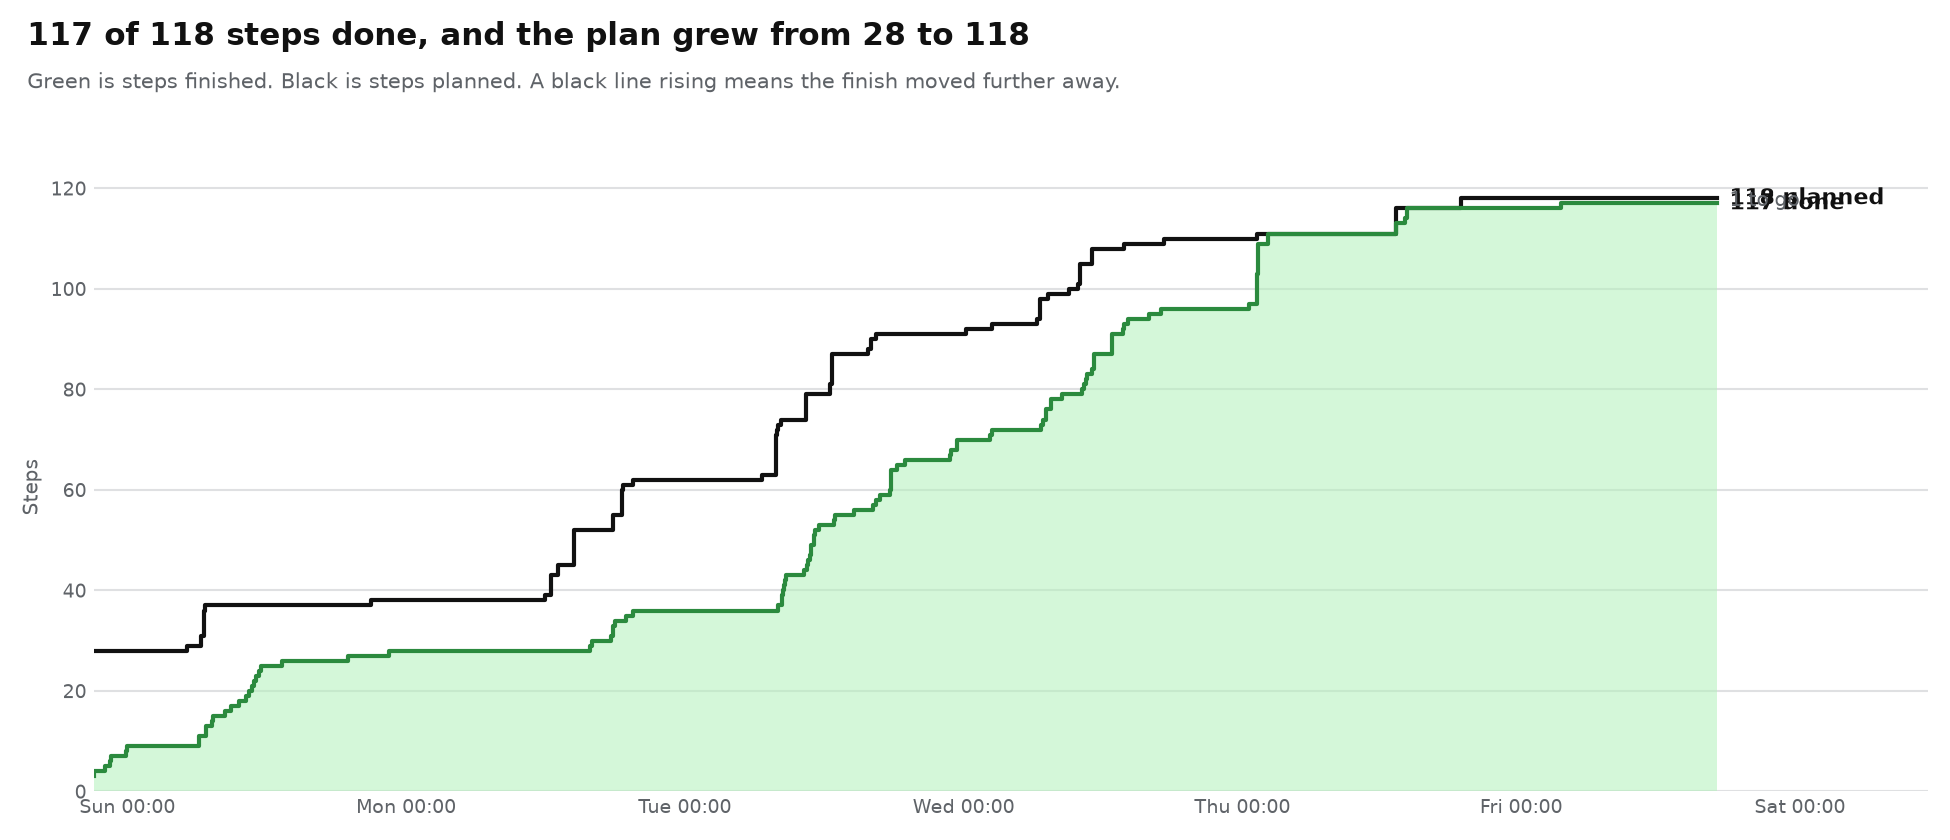 117 of 118 steps done, and the plan grew from 28 to 118
Green is steps finished. Black is steps planned. A black line rising means the finish moved further away.
120
100
80
60
40
20
0
Steps
118 planned
1 to go
117 done
Sun 00:00
Mon 00:00
Tue 00:00
Wed 00:00
Thu 00:00
Fri 00:00
Sat 00:00